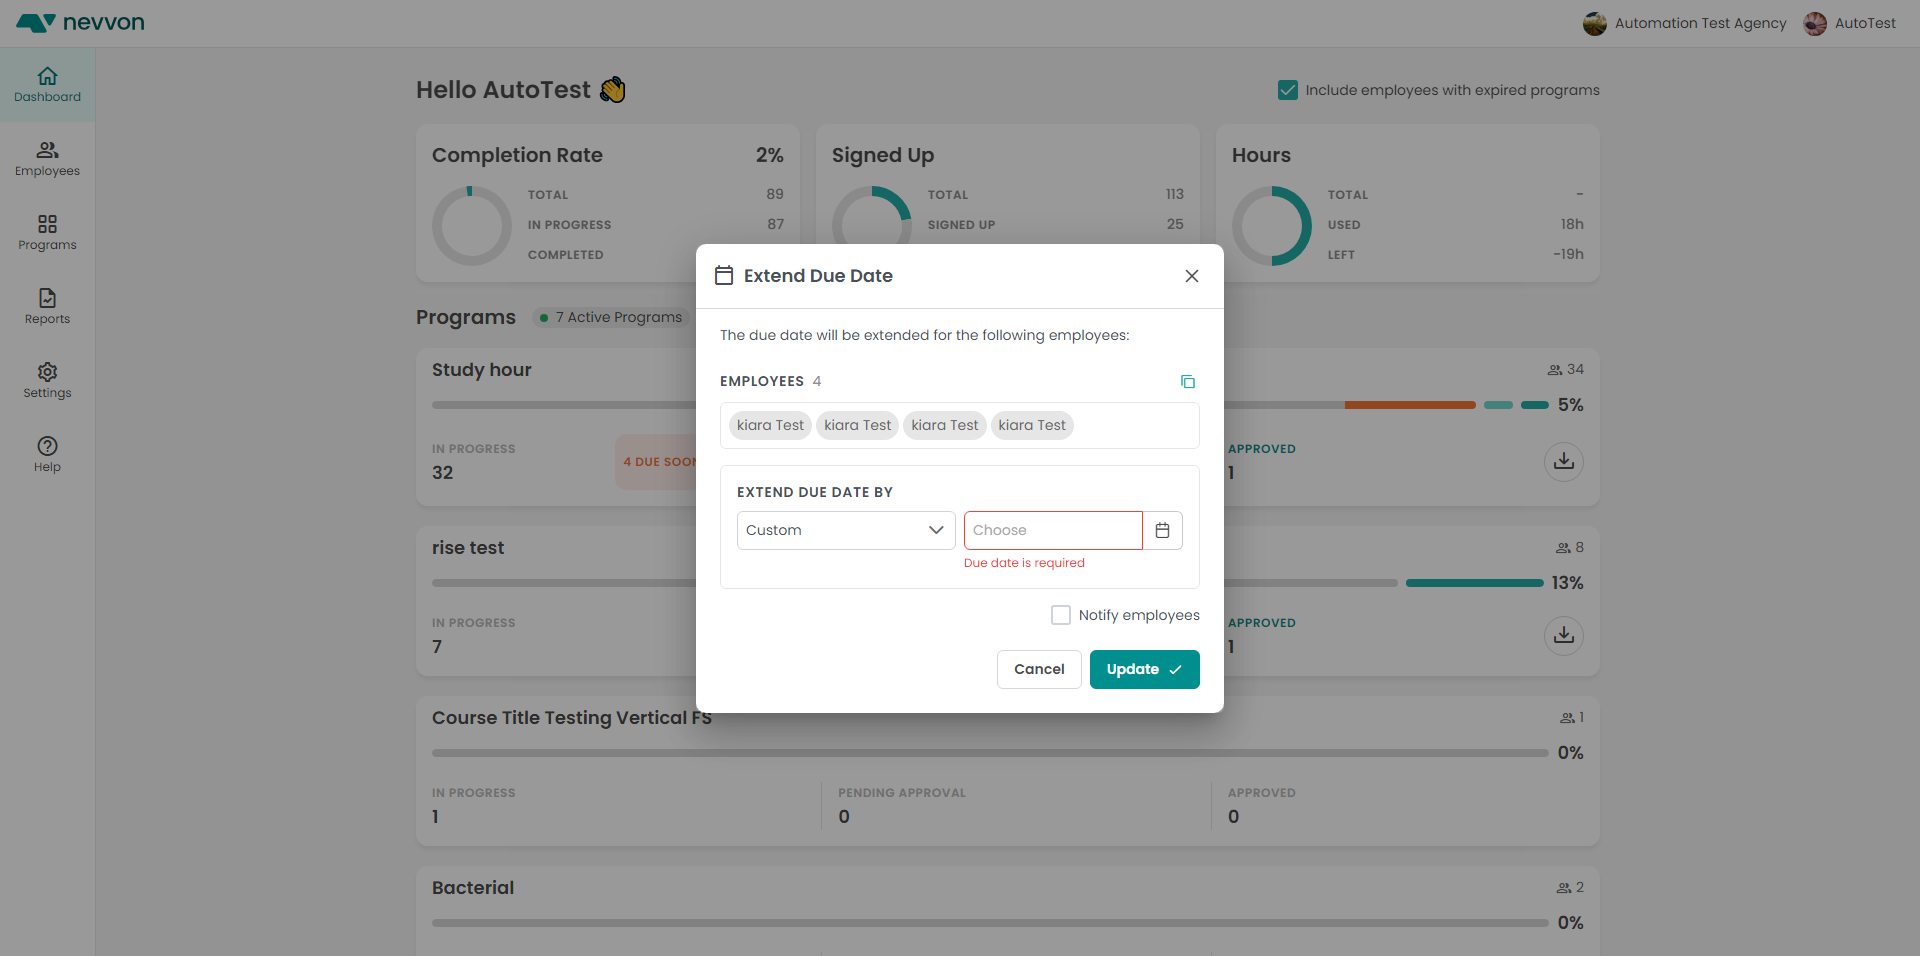 nevvon
Automation Test Agency
AutoTest
Dashboard
Employees
Programs
Reports
Settings
Help
Hello AutoTest
Include employees with expired programs
Completion Rate 2%
TOTAL 89
IN PROGRESS 87
COMPLETED
Signed Up
TOTAL 113
SIGNED UP 25
Hours
TOTAL -
USED 18h
LEFT -19h
Programs 7 Active Programs
Study hour 34
5%
IN PROGRESS
32
4 DUE SOON
APPROVED
1
rise test 8
13%
IN PROGRESS
7
APPROVED
1
Course Title Testing Vertical FS 1
0%
IN PROGRESS
1
PENDING APPROVAL
0
APPROVED
0
Bacterial 2
0%
Extend Due Date
The due date will be extended for the following employees:
EMPLOYEES 4
kiara Test kiara Test kiara Test kiara Test
EXTEND DUE DATE BY
Custom Choose
Due date is required
Notify employees
Cancel Update